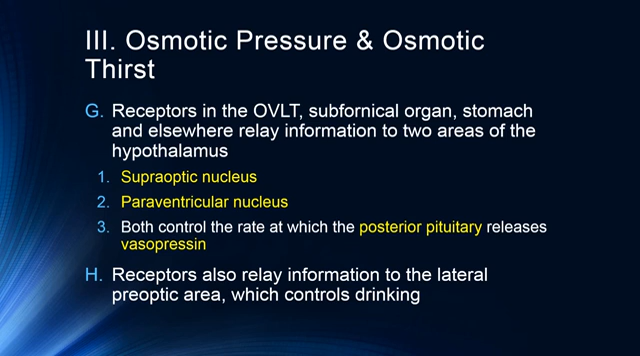 III. Osmotic Pressure & Osmotic
Thirst
G. Receptors in the OVLT, subfornical organ, stomach
and elsewhere relay information to two areas of the
hypothalamus
1. Supraoptic nucleus
2. Paraventricular nucleus
3. Both control the rate at which the posterior pituitary releases
vasopressin
H. Receptors also relay information to the lateral
preoptic area, which controls drinking